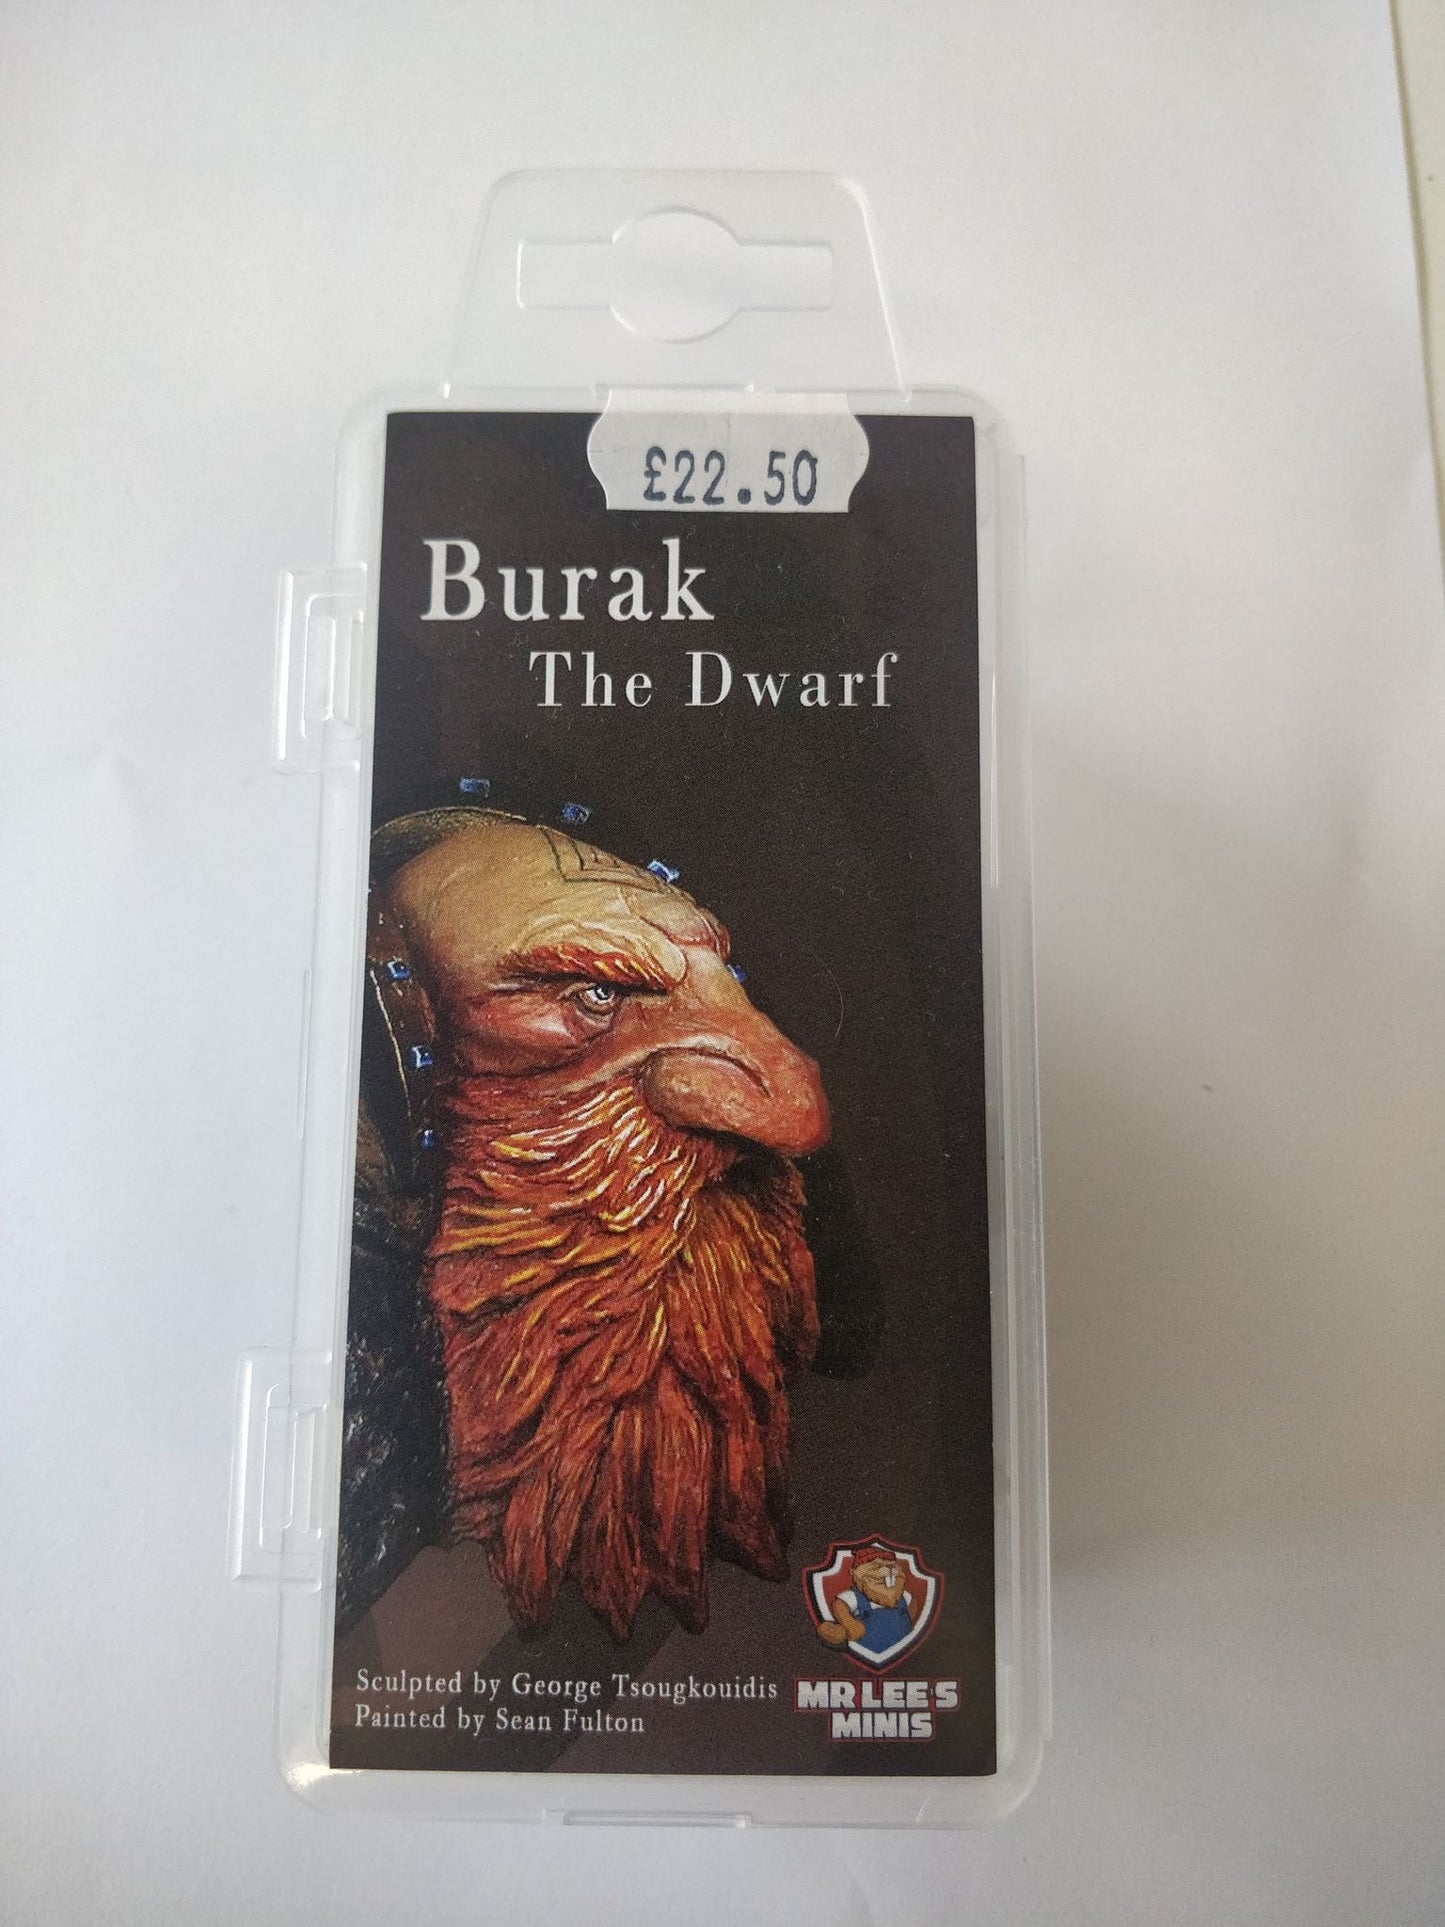 £22.50
Burak
The Dwarf
Sculpted by George Tsougkouidis
Painted by Sean Fulton
MR LEE'S
MINIS